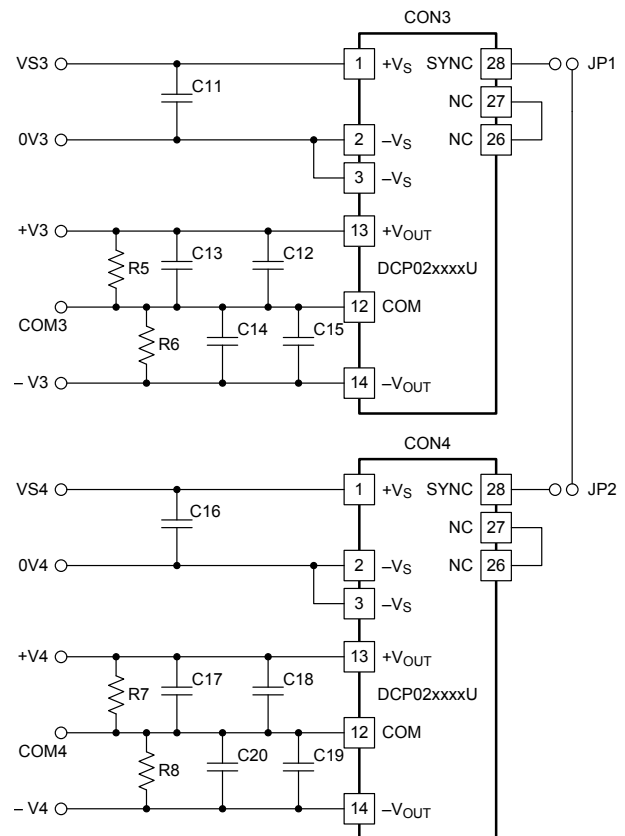 CON3
VS3
1
+VS
SYNC
28
JP1
C11
NC
27
0V3
2
–VS
NC
26
3
–VS
+V3
13
+VOUT
R5
C13
C12
DCP02xxxxU
COM3
12
COM
R6
C14
C15
– V3
14
–VOUT
CON4
VS4
1
+VS
SYNC
28
JP2
C16
NC
27
0V4
2
–VS
NC
26
3
–VS
+V4
13
+VOUT
R7
C17
C18
DCP02xxxxU
COM4
12
COM
R8
C20
C19
– V4
14
–VOUT